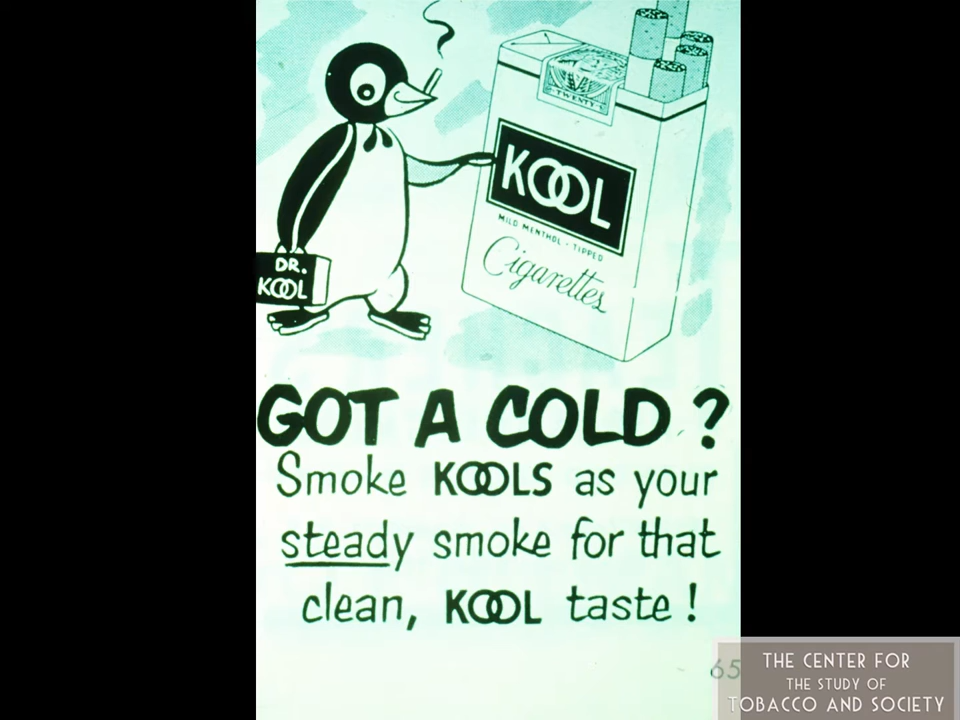 TWENTY
KOOL
MILD MENTHOL · TIPPED
Cigarettes
DR.
KOOL
GOT A COLD?
Smoke KOOLS as your
steady smoke for that
clean, KOOL taste!
65
THE CENTER FOR
THE STUDY OF
TOBACCO AND SOCIETY